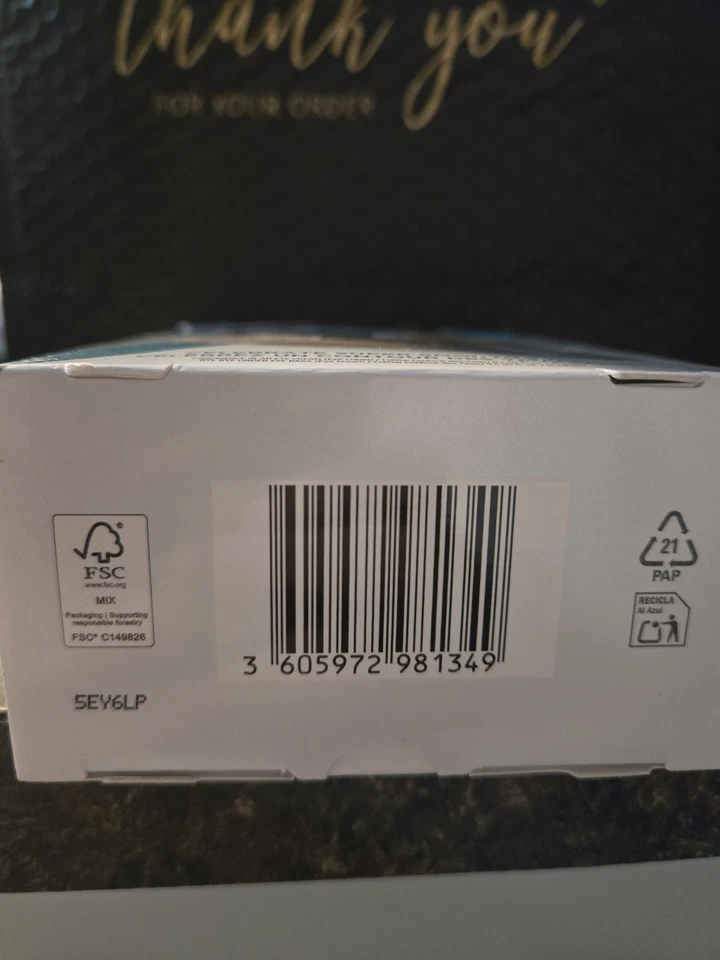 thank you
FOR YOUR ORDER
FSC®
www.fsc.org
MIX
Packaging | Supporting
responsible forestry
FSC® C149826
3 605972 981349
21
PAP
RECICLA
Al Azul
5EY6LP